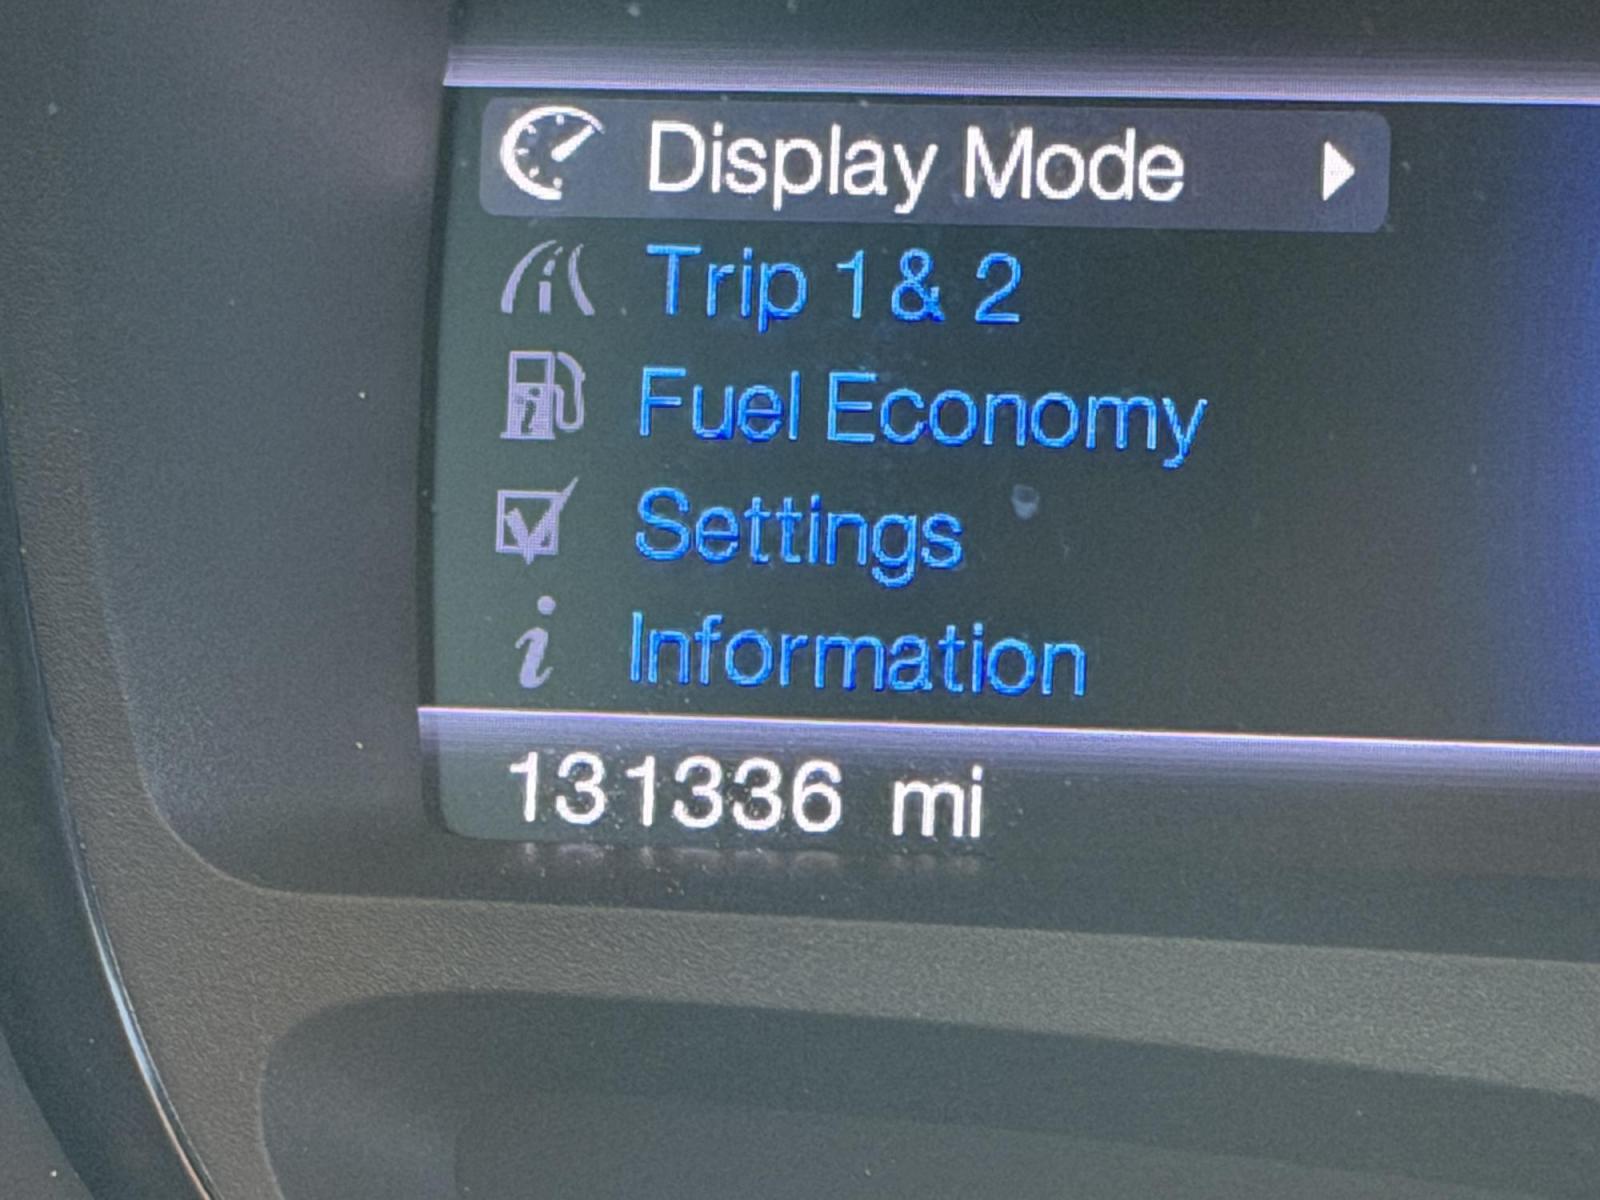 Display Mode
Trip 1 & 2
Fuel Economy
Settings
Information
131336 mi